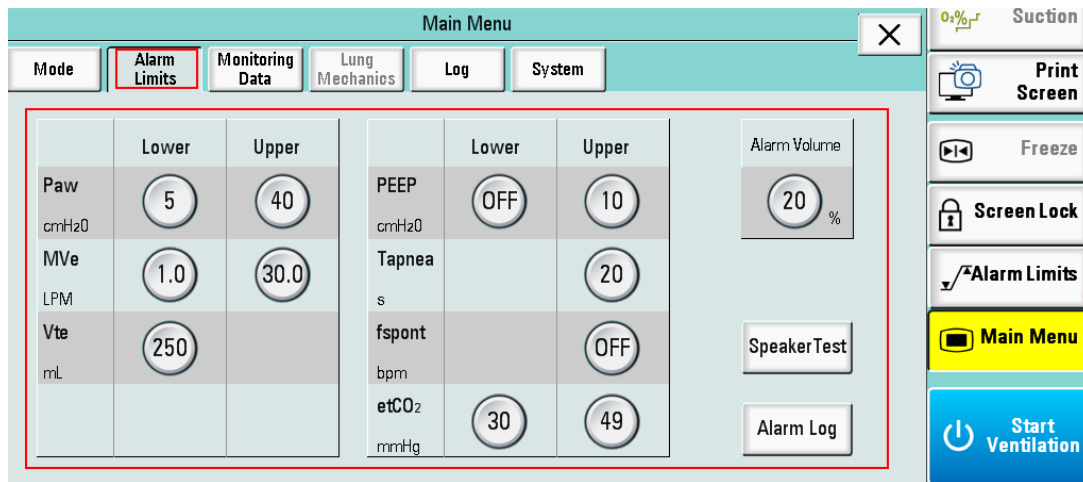 Main Menu
Mode
Alarm
Limits
Monitoring
Data
Lung
Mechanics
Log
System
Lower Upper
Paw
cmH20
5 40
MVe
LPM
1.0 30.0
Vte
mL
250
Lower Upper
PEEP
cmH20
OFF 10
Tapnea
s
20
fspont
bpm
OFF
etCO2
mmHg
30 49
Alarm Volume
20 %
SpeakerTest
Alarm Log
O2% Suction
Print
Screen
Freeze
Screen Lock
Alarm Limits
Main Menu
Start
Ventilation